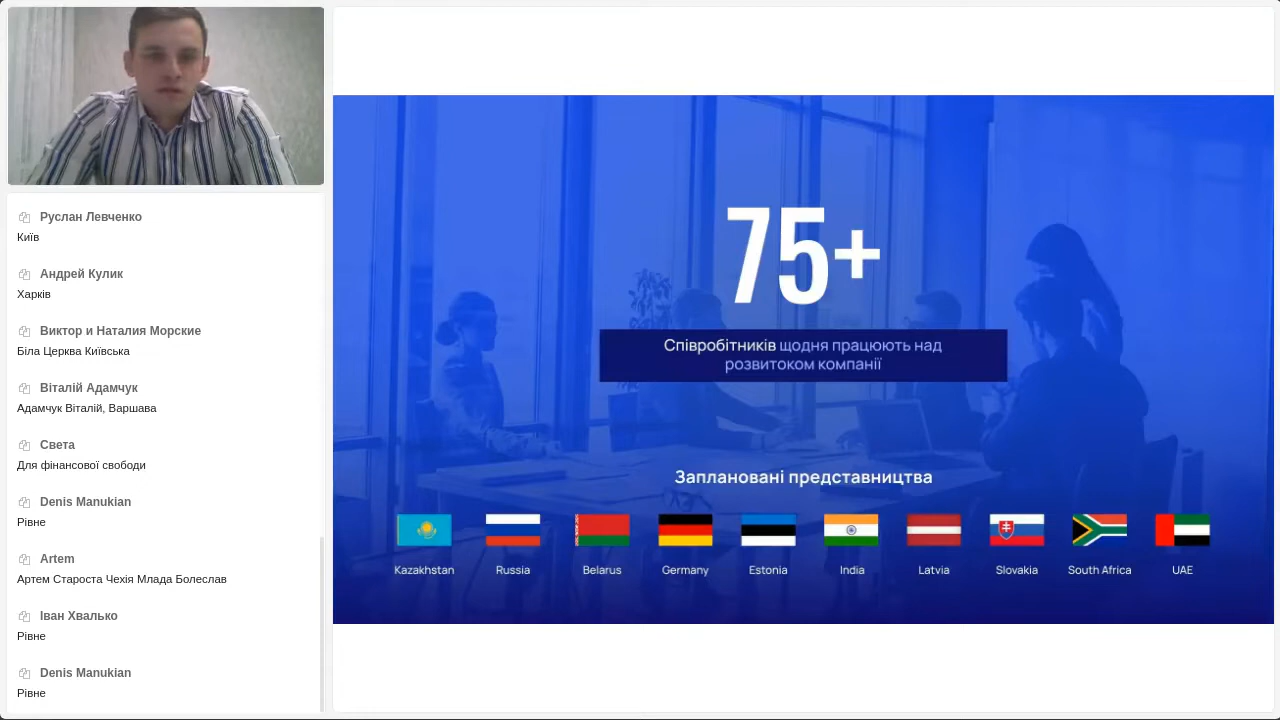 Руслан Левченко
Київ
Андрей Кулик
Харків
Виктор и Наталия Морские
Біла Церква Київська
Віталій Адамчук
Адамчук Віталій, Варшава
Света
Для фінансової свободи
Denis Manukian
Рівне
Artem
Артем Староста Чехія Млада Болеслав
Іван Хвалько
Рівне
Denis Manukian
Рівне
75+
Співробітників щодня працюють над
розвитоком компанії
Заплановані представництва
Kazakhstan Russia Belarus Germany Estonia India Latvia Slovakia South Africa UAE